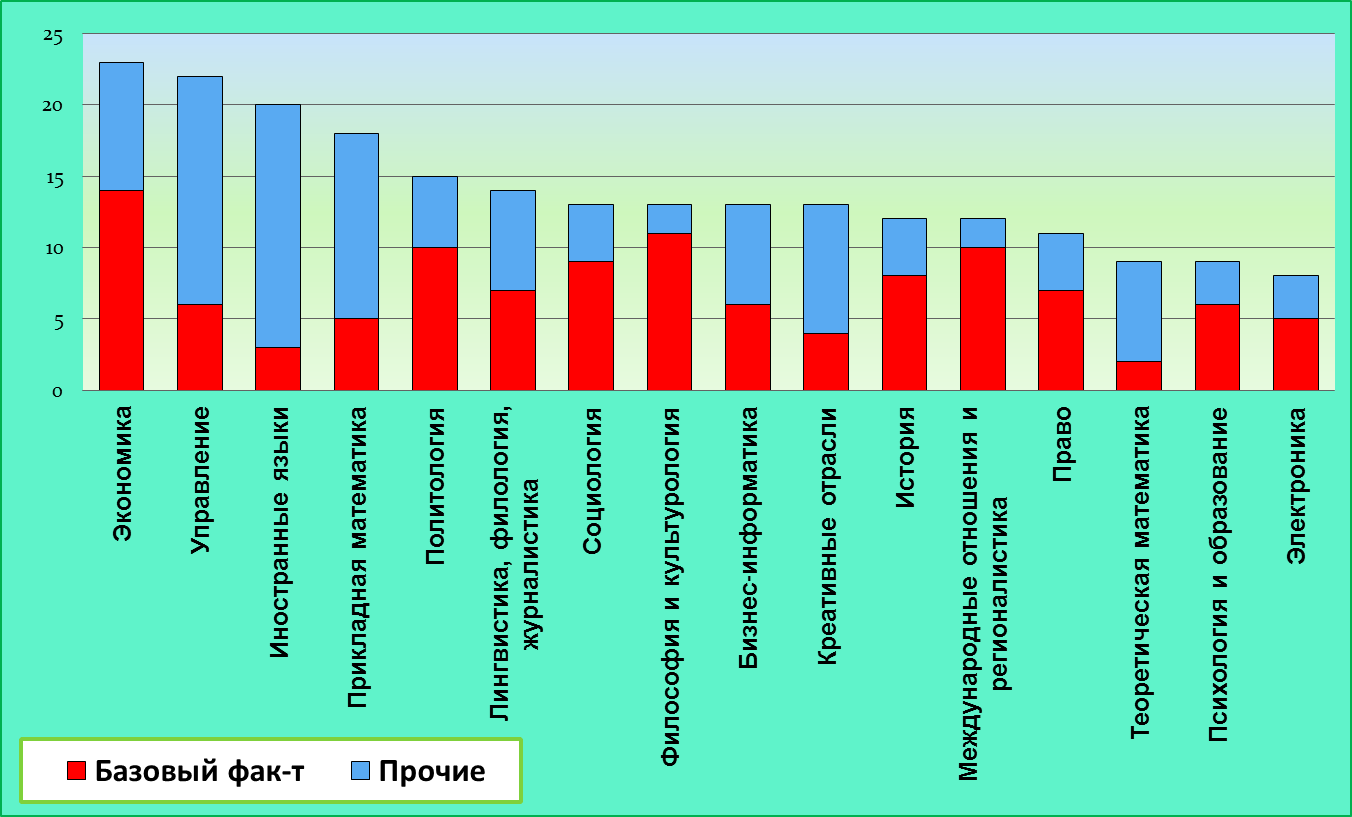 25
20
15
10
5
0
Экономика
Управление
Иностранные языки
Прикладная математика
Политология
Лингвистика, филология,
журналистика
Социология
Философия и культурология
Бизнес-информатика
Креативные отрасли
История
Международные отношения и
регионалистика
Право
Теоретическая математика
Психология и образование
Электроника
Базовый фак-т
Прочие